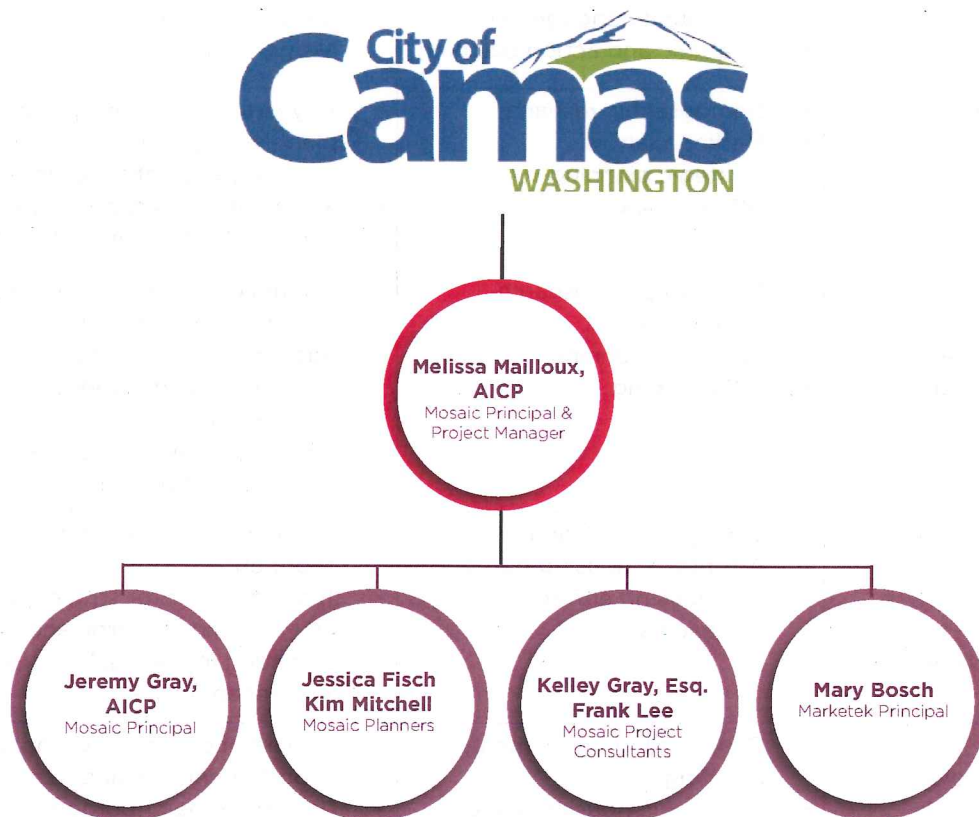 City of
Camas
WASHINGTON
Melissa Mailloux,
AICP
Mosaic Principal &
Project Manager
Jeremy Gray,
AICP
Mosaic Principal
Jessica Fisch
Kim Mitchell
Mosaic Planners
Kelley Gray, Esq.
Frank Lee
Mosaic Project
Consultants
Mary Bosch
Marketek Principal